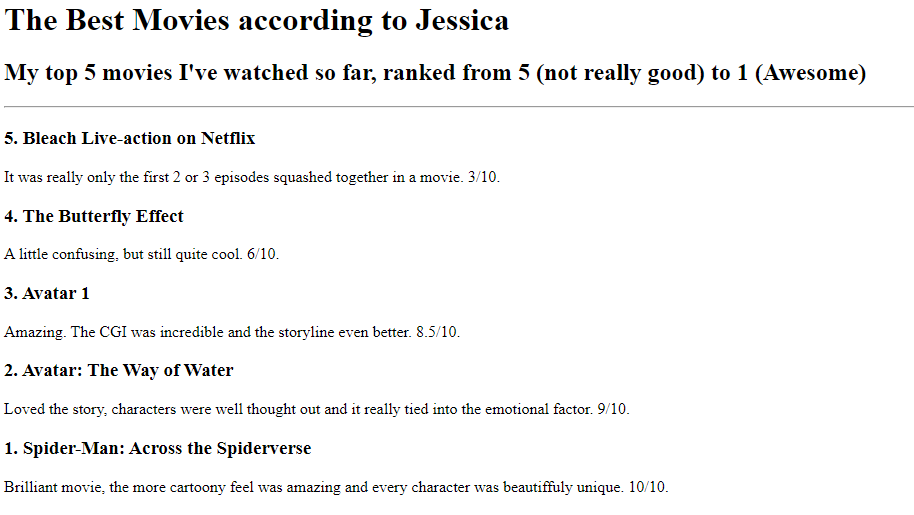 The Best Movies according to Jessica
My top 5 movies I've watched so far, ranked from 5 (not really good) to 1 (Awesome)
5. Bleach Live-action on Netflix
It was really only the first 2 or 3 episodes squashed together in a movie. 3/10.
4. The Butterfly Effect
A little confusing, but still quite cool. 6/10.
3. Avatar 1
Amazing. The CGI was incredible and the storyline even better. 8.5/10.
2. Avatar: The Way of Water
Loved the story, characters were well thought out and it really tied into the emotional factor. 9/10.
1. Spider-Man: Across the Spiderverse
Brilliant movie, the more cartoony feel was amazing and every character was beautiffuly unique. 10/10.